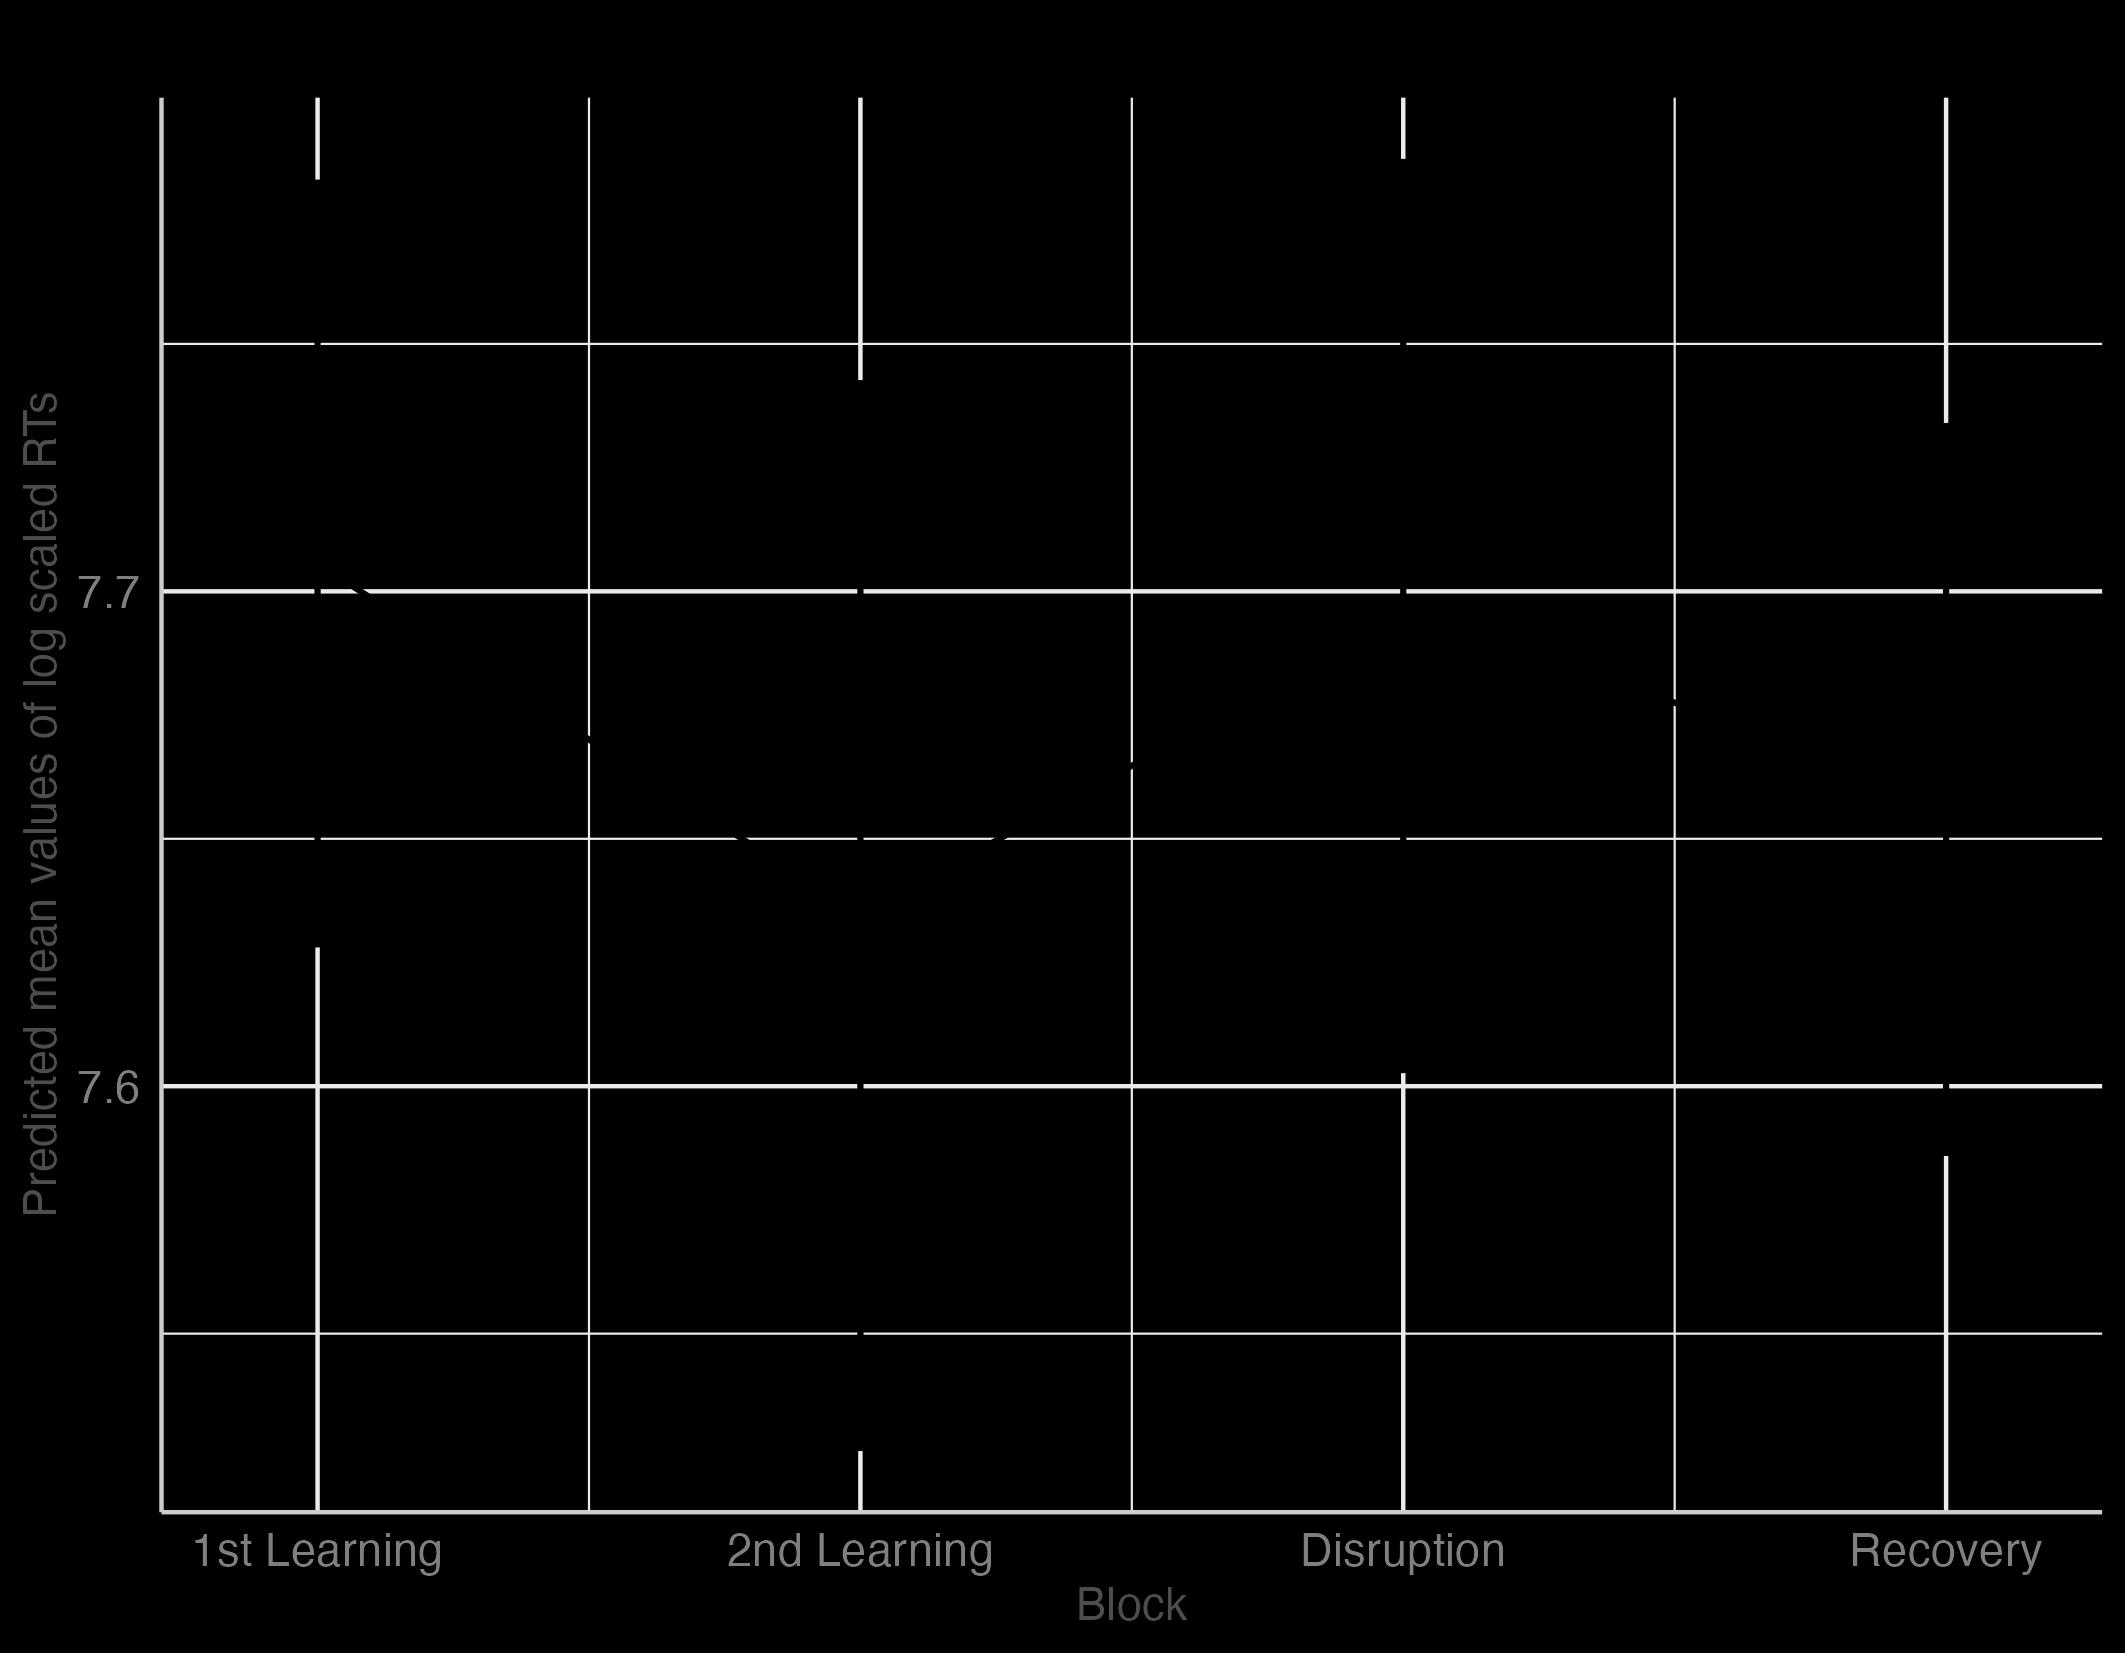 Predicted mean values of log scaled RTs
7.7
7.6
1st Learning
2nd Learning
Disruption
Recovery
Block